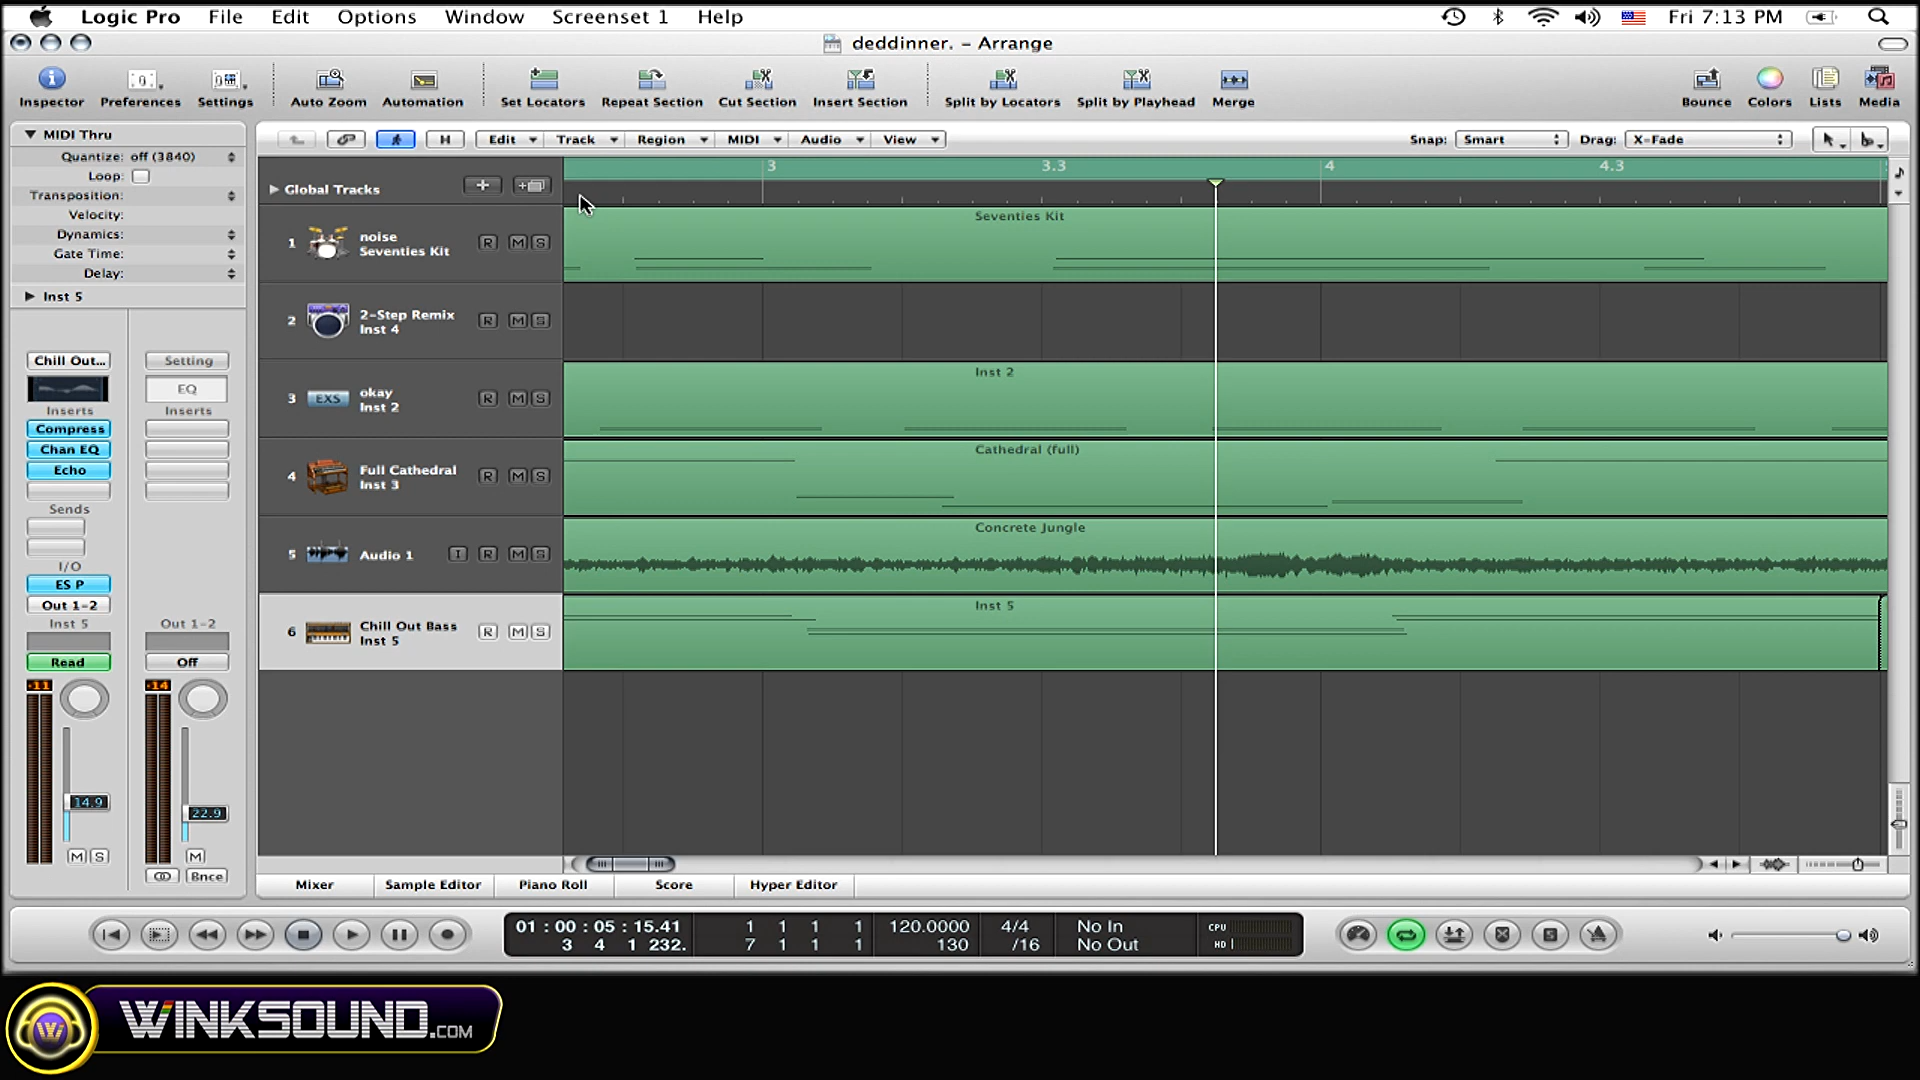 Logic Pro File Edit Options Window Screenset 1 Help Fri 7:13 PM
deddinner. - Arrange
Inspector Preferences Settings Auto Zoom Automation Set Locators Repeat Section Cut Section Insert Section Split by Locators Split by Playhead Merge Bounce Colors Lists Media
MIDI Thru
Quantize: off (3840)
Loop:
Transposition:
Velocity:
Dynamics:
Gate Time:
Delay:
Inst 5
H Edit Track Region MIDI Audio View Snap: Smart Drag: X-Fade
3 3.3 4 4.3
Global Tracks
1 noise R M S Seventies Kit
Seventies Kit
2 2-Step Remix R M S
Inst 4
3 EXS okay R M S Inst 2
Inst 2
4 Full Cathedral R M S Cathedral (full)
Inst 3
5 Audio 1 I R M S Concrete Jungle
6 Chill Out Bass R M S Inst 5
Inst 5
Chill Out... Setting
EQ
Inserts Inserts
Compress
Chan EQ
Echo
Sends
I/O
ES P
Out 1-2
Inst 5 Out 1-2
Read Off
-11 -14
14.9 22.9
M S M
Bnce
Mixer Sample Editor Piano Roll Score Hyper Editor
01 : 00 : 05 : 15.41 1 1 1 1 120.0000 4/4 No In CPU
3 4 1 232. 7 1 1 1 130 /16 No Out HD
W WINKSOUND.COM